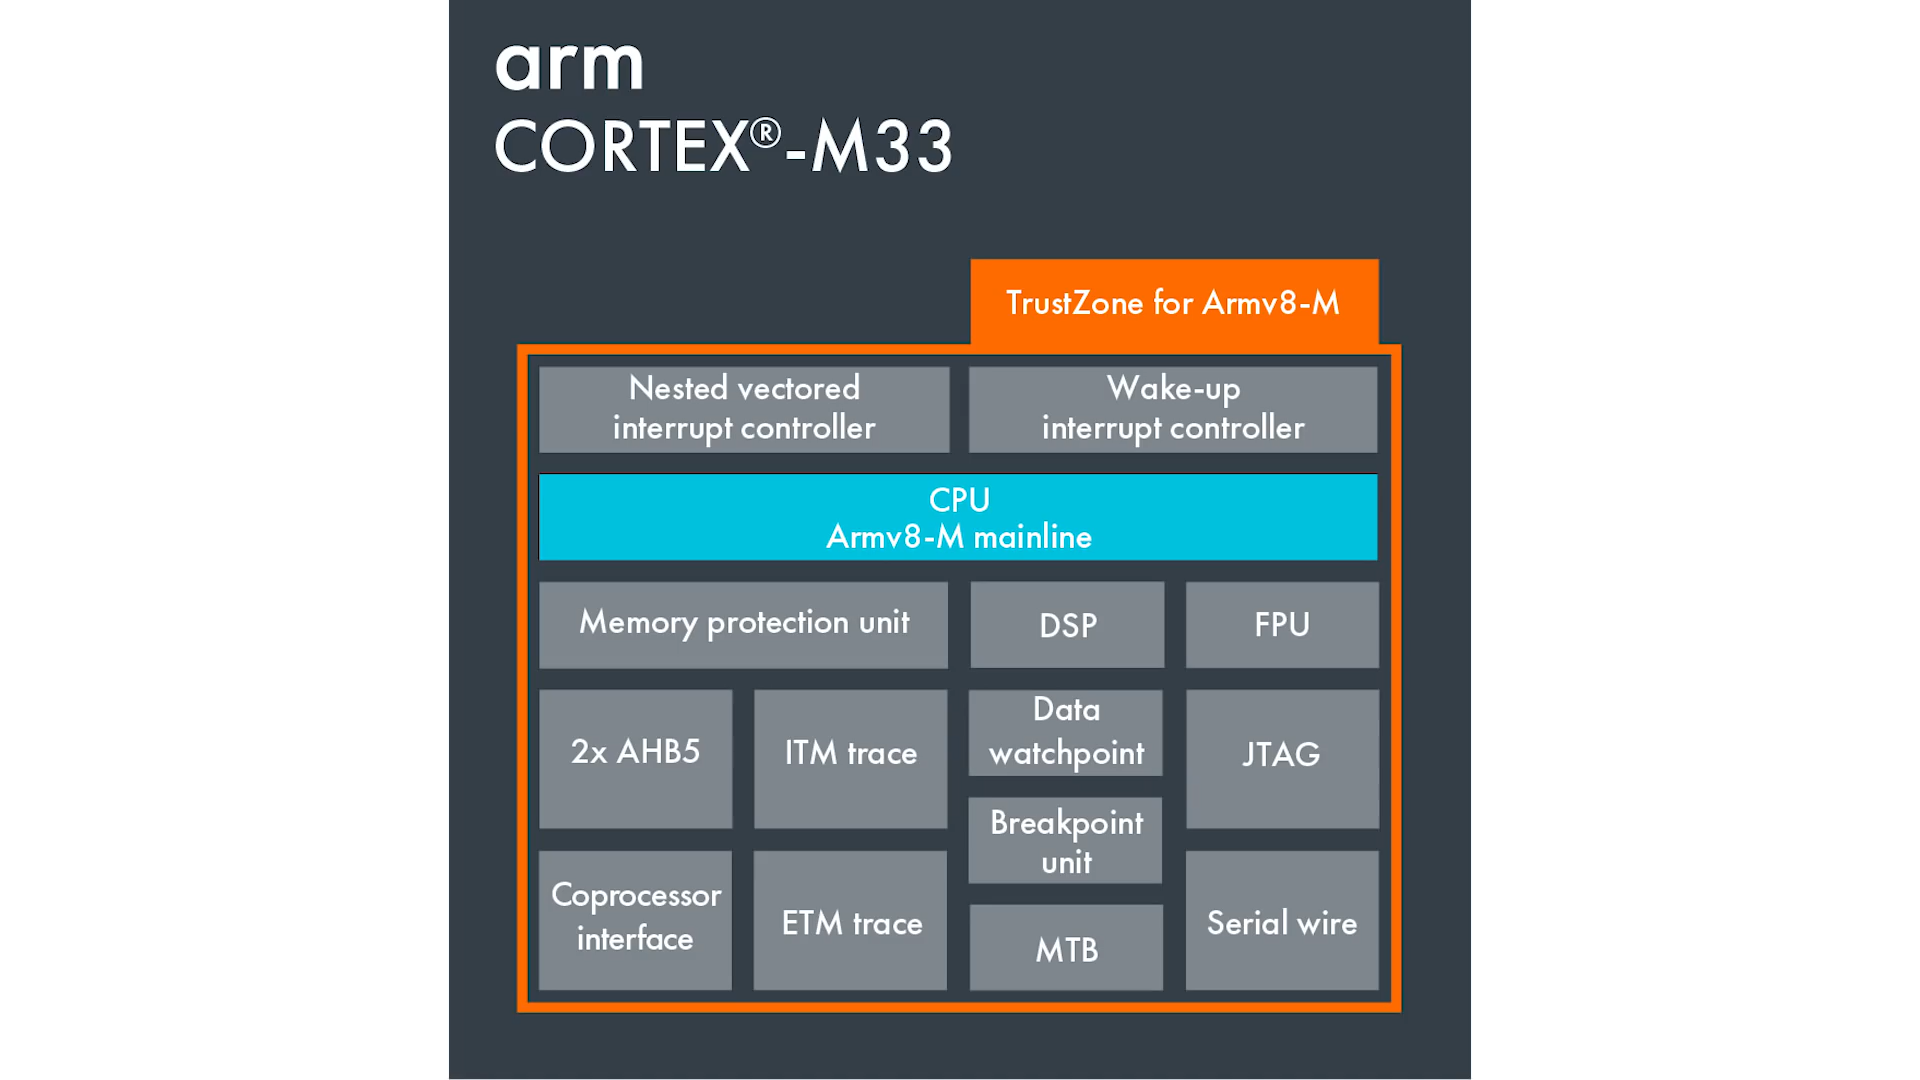 arm
CORTEX®-M33
TrustZone for Armv8-M
Nested vectored
interrupt controller
Wake-up
interrupt controller
CPU
Armv8-M mainline
Memory protection unit
DSP
FPU
2x AHB5
ITM trace
Data
watchpoint
JTAG
Breakpoint
unit
Coprocessor
interface
ETM trace
MTB
Serial wire